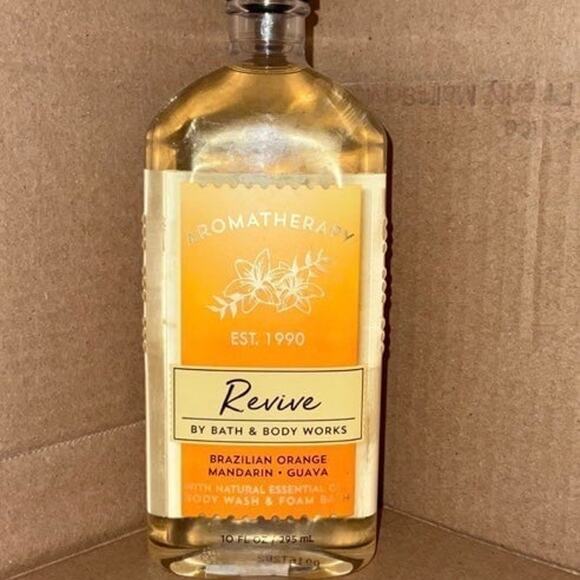 AROMATHERAPY
EST. 1990
Revive
BY BATH & BODY WORKS
BRAZILIAN ORANGE
MANDARIN • GUAVA
WITH NATURAL ESSENTIAL OILS
BODY WASH & FOAM BATH
10 FL OZ / 295 mL